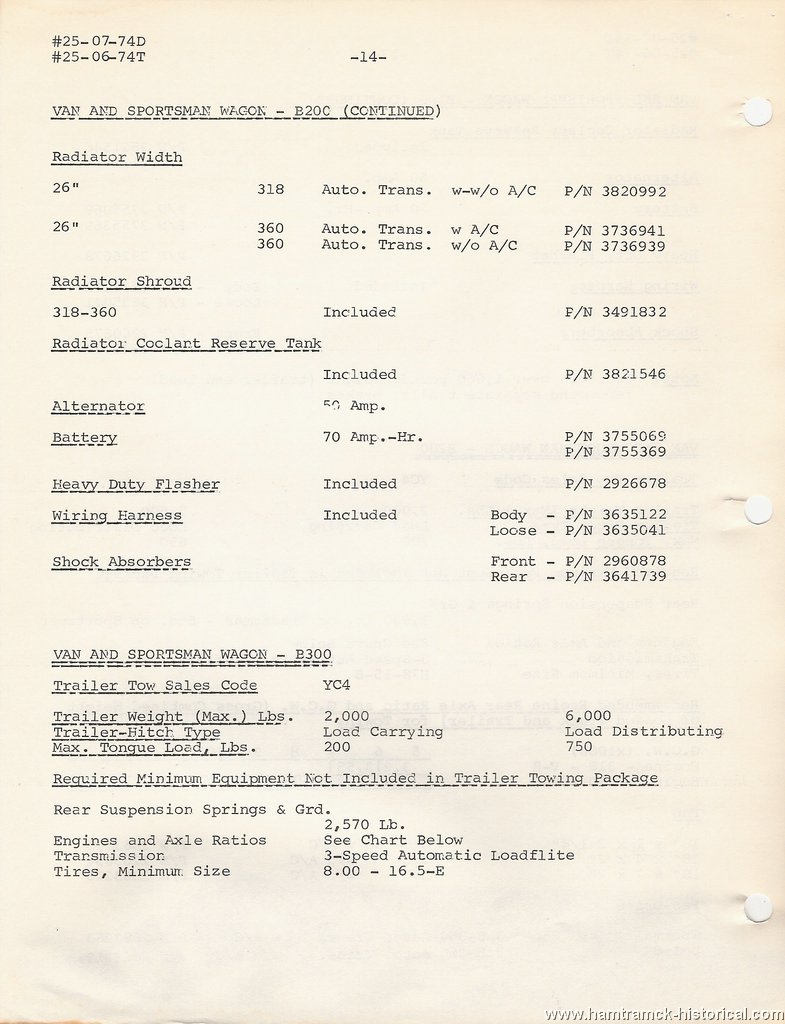 #25-07-74D
#25-06-74T -14-
VAN AND SPORTSMAN WAGON - B200 (CONTINUED)
Radiator Width
26" 318 Auto. Trans. w-w/o A/C P/N 3820992
26" 360 Auto. Trans. w A/C P/N 3736941
360 Auto. Trans. w/o A/C P/N 3736939
Radiator Shroud
318-360 Included P/N 3491832
Radiator Coolant Reserve Tank
Included P/N 3821546
Alternator 50 Amp.
Battery 70 Amp.-Hr. P/N 3755069
P/N 3755369
Heavy Duty Flasher Included P/N 2926678
Wiring Harness Included Body - P/N 3635122
Loose - P/N 3635041
Shock Absorbers Front - P/N 2960878
Rear - P/N 3641739
VAN AND SPORTSMAN WAGON - B300
Trailer Tow Sales Code YC4
Trailer Weight (Max.) Lbs. 2,000 6,000
Trailer-Hitch Type Load Carrying Load Distributing
Max. Tongue Load, Lbs. 200 750
Required Minimum Equipment Not Included in Trailer Towing Package
Rear Suspension Springs & Grd.
2,570 Lb.
Engines and Axle Ratios See Chart Below
Transmission 3-Speed Automatic Loadflite
Tires, Minimum Size 8.00 - 16.5-E
www.hamtramck-historical.com